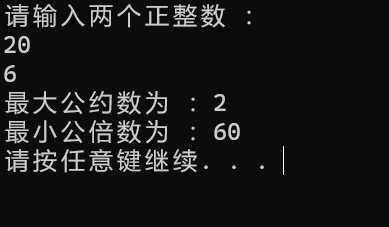 请输入两个正整数 :
20
6
最大公约数为 : 2
最小公倍数为 : 60
请按任意键继续. . .